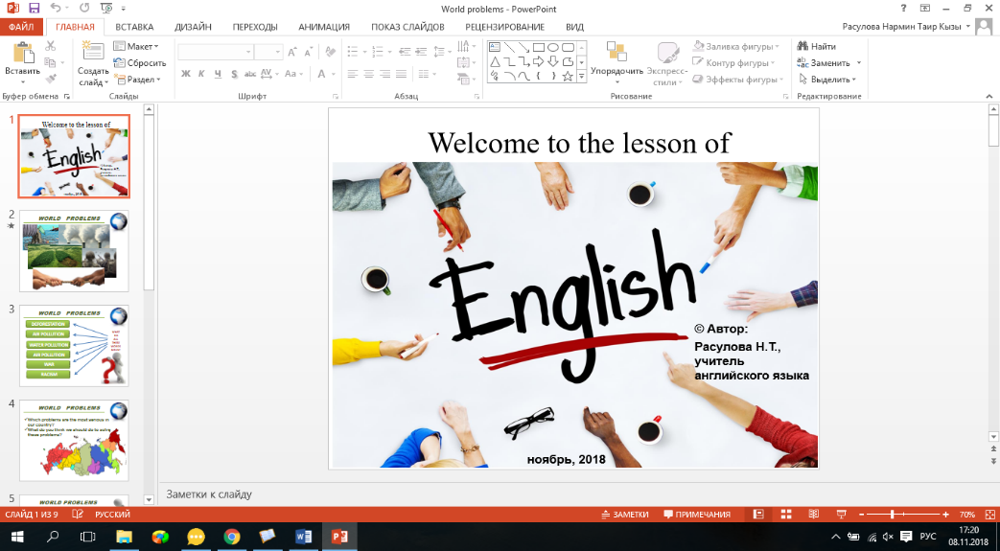 World problems - PowerPoint
ФАЙЛ ГЛАВНАЯ ВСТАВКА ДИЗАЙН ПЕРЕХОДЫ АНИМАЦИЯ ПОКАЗ СЛАЙДОВ РЕЦЕНЗИРОВАНИЕ ВИД Расулова Нармин Таир Кызы
Вставить
Буфер обмена
Создать слайд
Макет
Сбросить
Раздел
Слайды
Ж К Ч S abc AV Aa A
Шрифт
Абзац
Упорядочить
Экспресс-стили
Заливка фигуры
Контур фигуры
Эффекты фигуры
Рисование
Найти
Заменить
Выделить
Редактирование
1
Welcome to the lesson of
English
ноябрь, 2018
2
WORLD PROBLEMS
3
WORLD PROBLEMS
DEFORESTATION
AIR POLLUTION
WATER POLLUTION
AIR POLLUTION
WAR
RACISM
4
WORLD PROBLEMS
Which problems are the most serious in
our country?
What do you think we should do to solve
these problems?
5
WORLD PROBLEMS
Welcome to the lesson of
English
© Автор:
Расулова Н.Т.,
учитель
английского языка
ноябрь, 2018
Заметки к слайду
СЛАЙД 1 ИЗ 9 РУССКИЙ ЗАМЕТКИ ПРИМЕЧАНИЯ 70%
РУС
17:20
08.11.2018